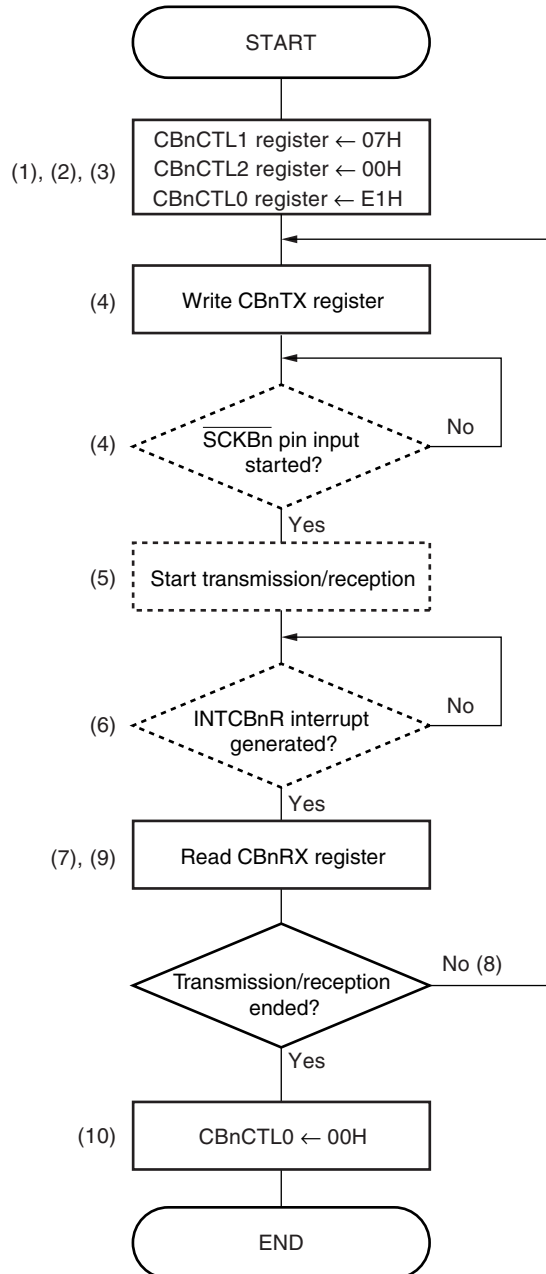 START
(1), (2), (3)
CBnCTL1 register ← 07H
CBnCTL2 register ← 00H
CBnCTL0 register ← E1H
(4)
Write CBnTX register
(4)
SCKBn pin input
started?
No
Yes
(5)
Start transmission/reception
(6)
INTCBnR interrupt
generated?
No
Yes
(7), (9)
Read CBnRX register
Transmission/reception
ended?
No (8)
Yes
(10)
CBnCTL0 ← 00H
END